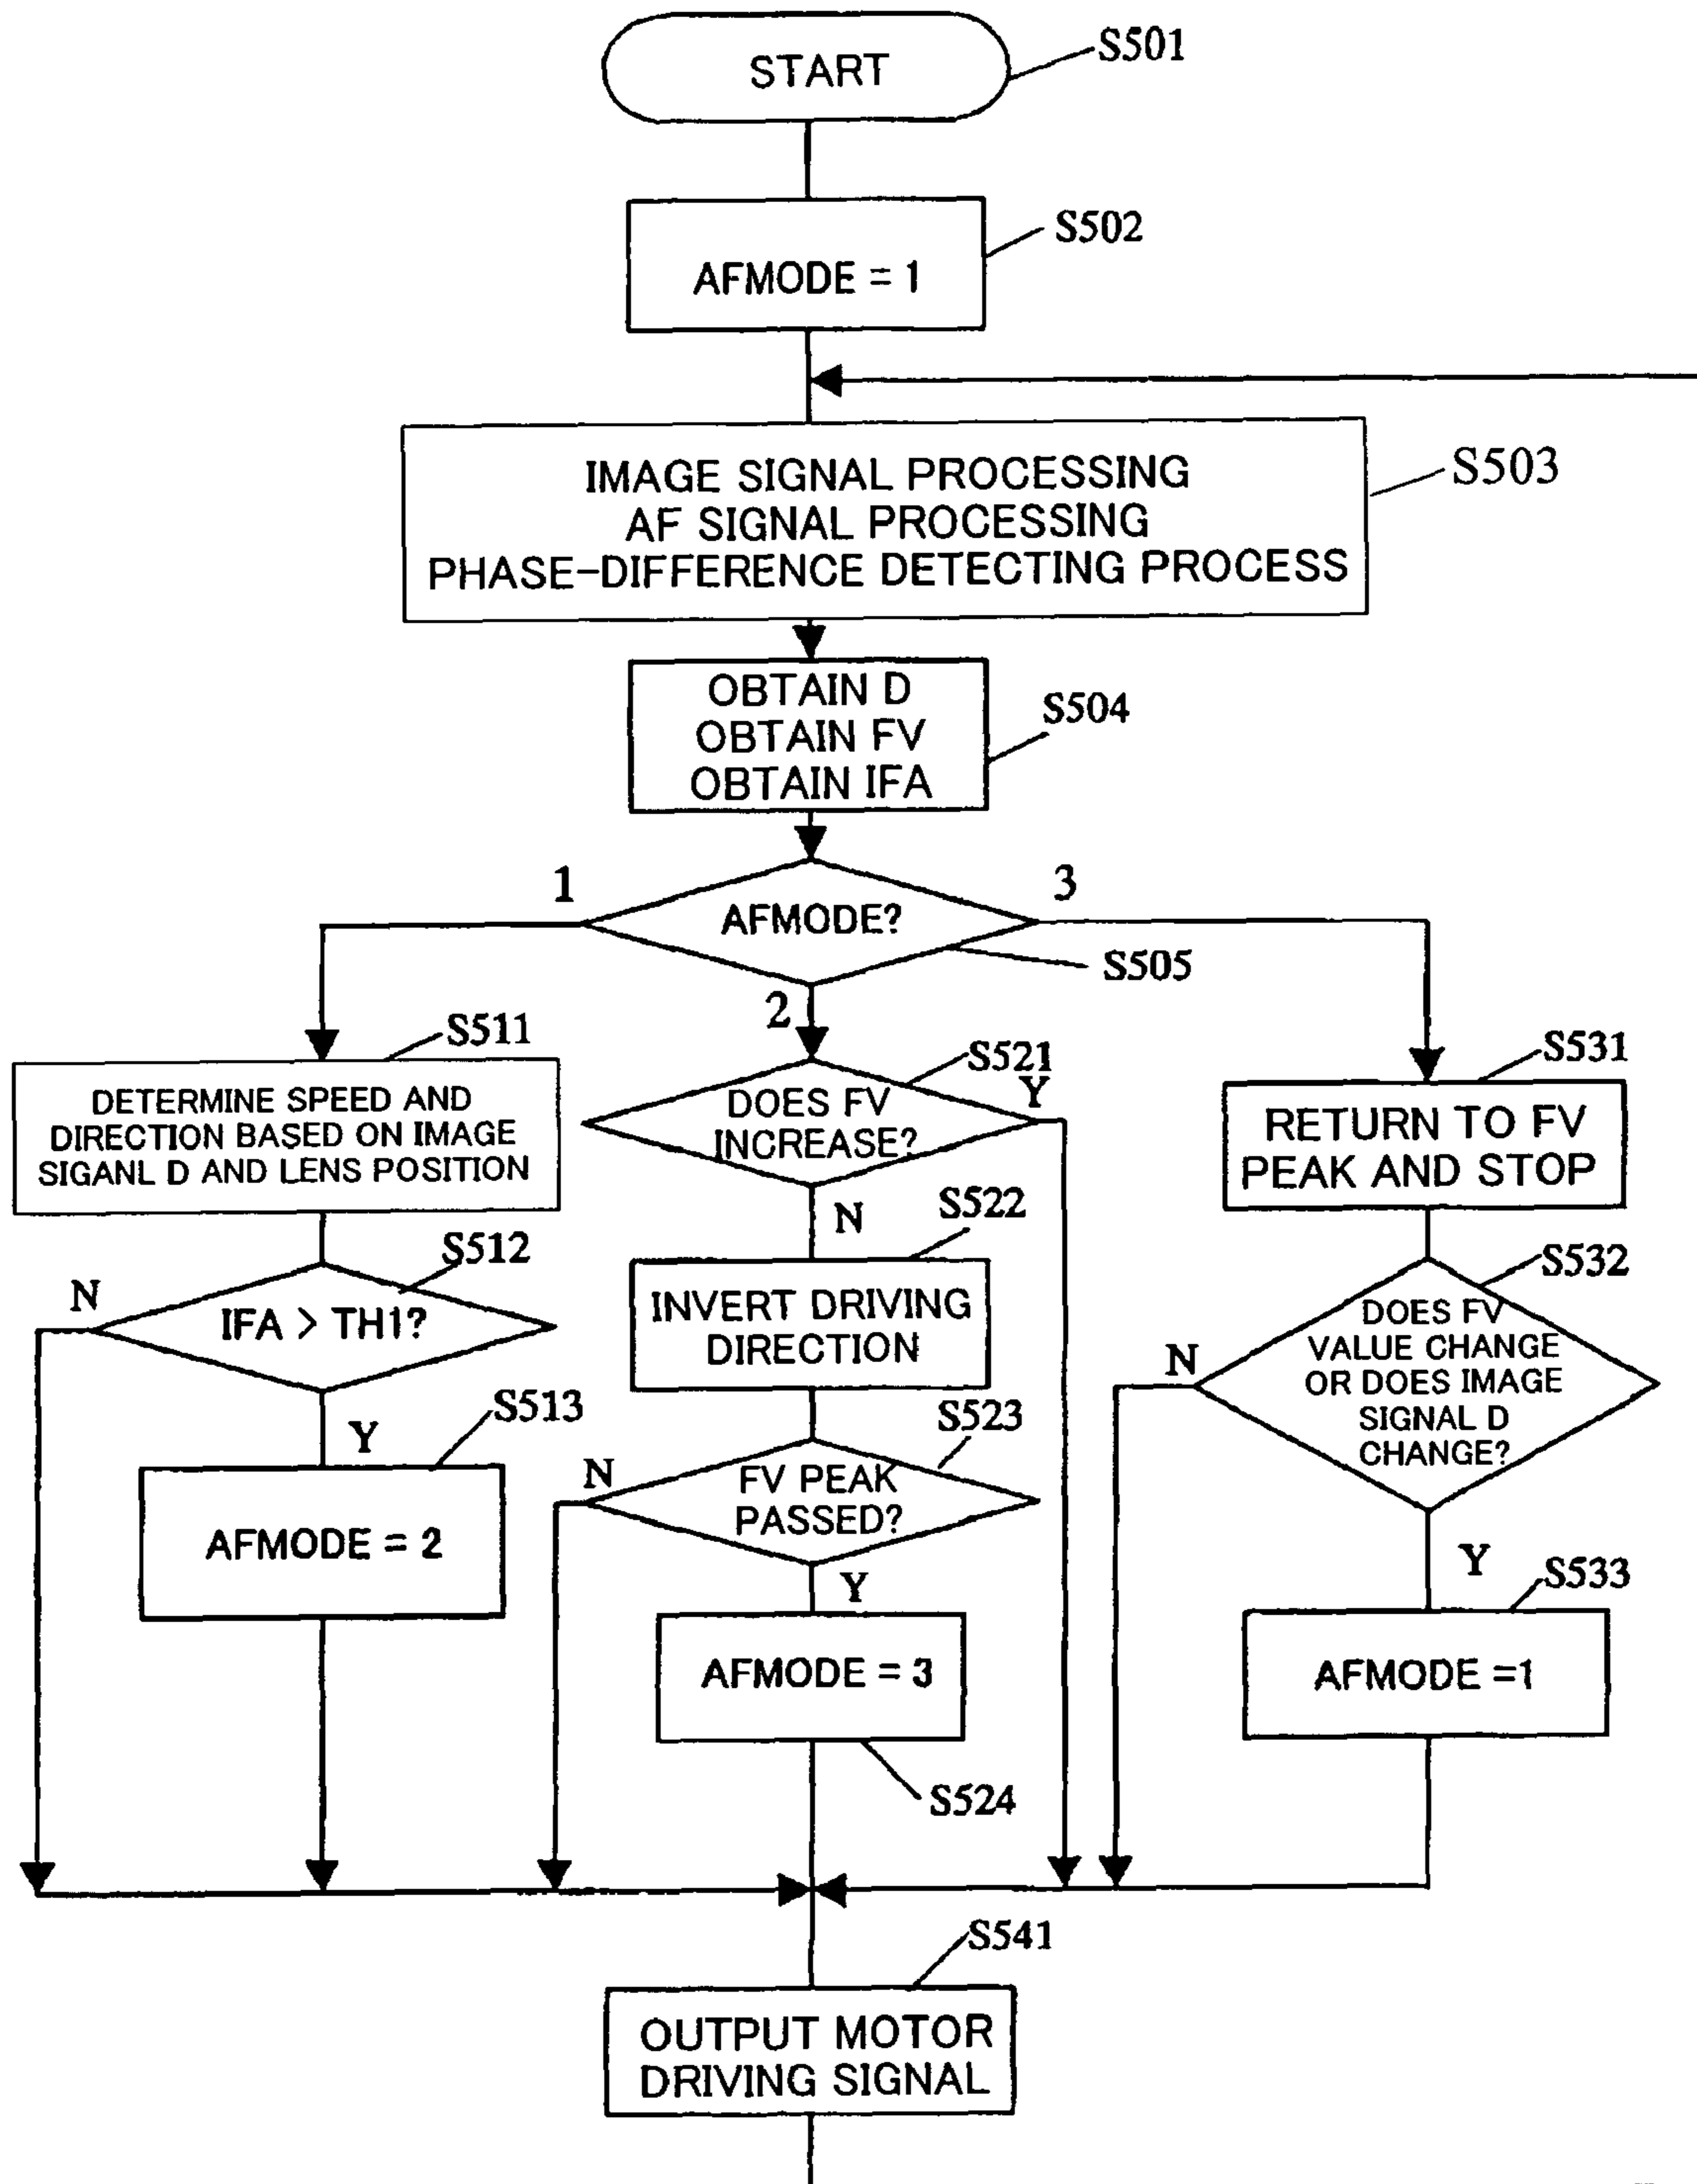 START
S501
S502
AFMODE = 1
IMAGE SIGNAL PROCESSING
AF SIGNAL PROCESSING
PHASE-DIFFERENCE DETECTING PROCESS
S503
OBTAIN D
OBTAIN FV
OBTAIN IFA
S504
1
3
AFMODE?
S505
2
S511
DETERMINE SPEED AND
DIRECTION BASED ON IMAGE
SIGANL D AND LENS POSITION
S512
N
IFA > TH1?
Y
S513
AFMODE = 2
S521
Y
DOES FV
INCREASE?
N
S522
INVERT DRIVING
DIRECTION
S523
N
FV PEAK
PASSED?
Y
AFMODE = 3
S524
S531
RETURN TO FV
PEAK AND STOP
S532
N
DOES FV
VALUE CHANGE
OR DOES IMAGE
SIGNAL D
CHANGE?
Y
S533
AFMODE =1
S541
OUTPUT MOTOR
DRIVING SIGNAL